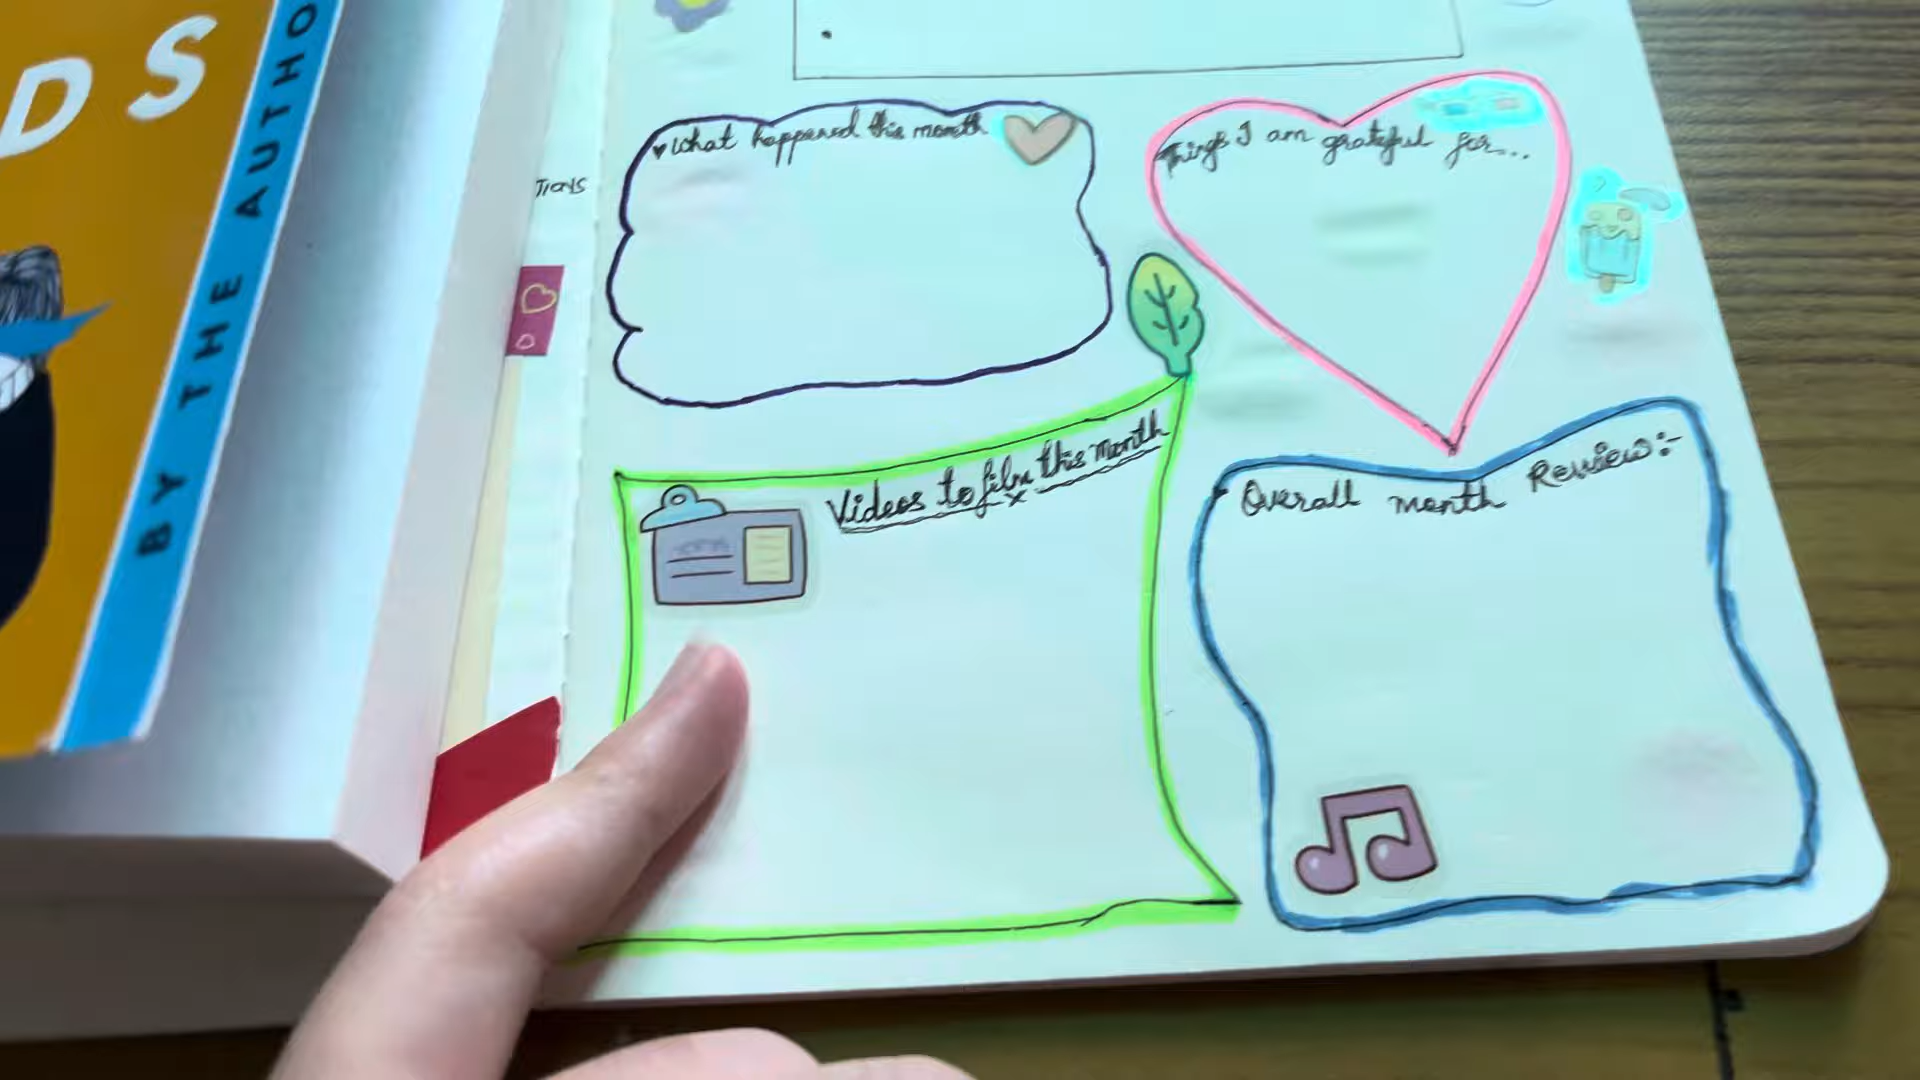 DS
BY THE AUTHO
What happened this month
Things I am grateful for...
Videos to film this month
Overall month Review:-